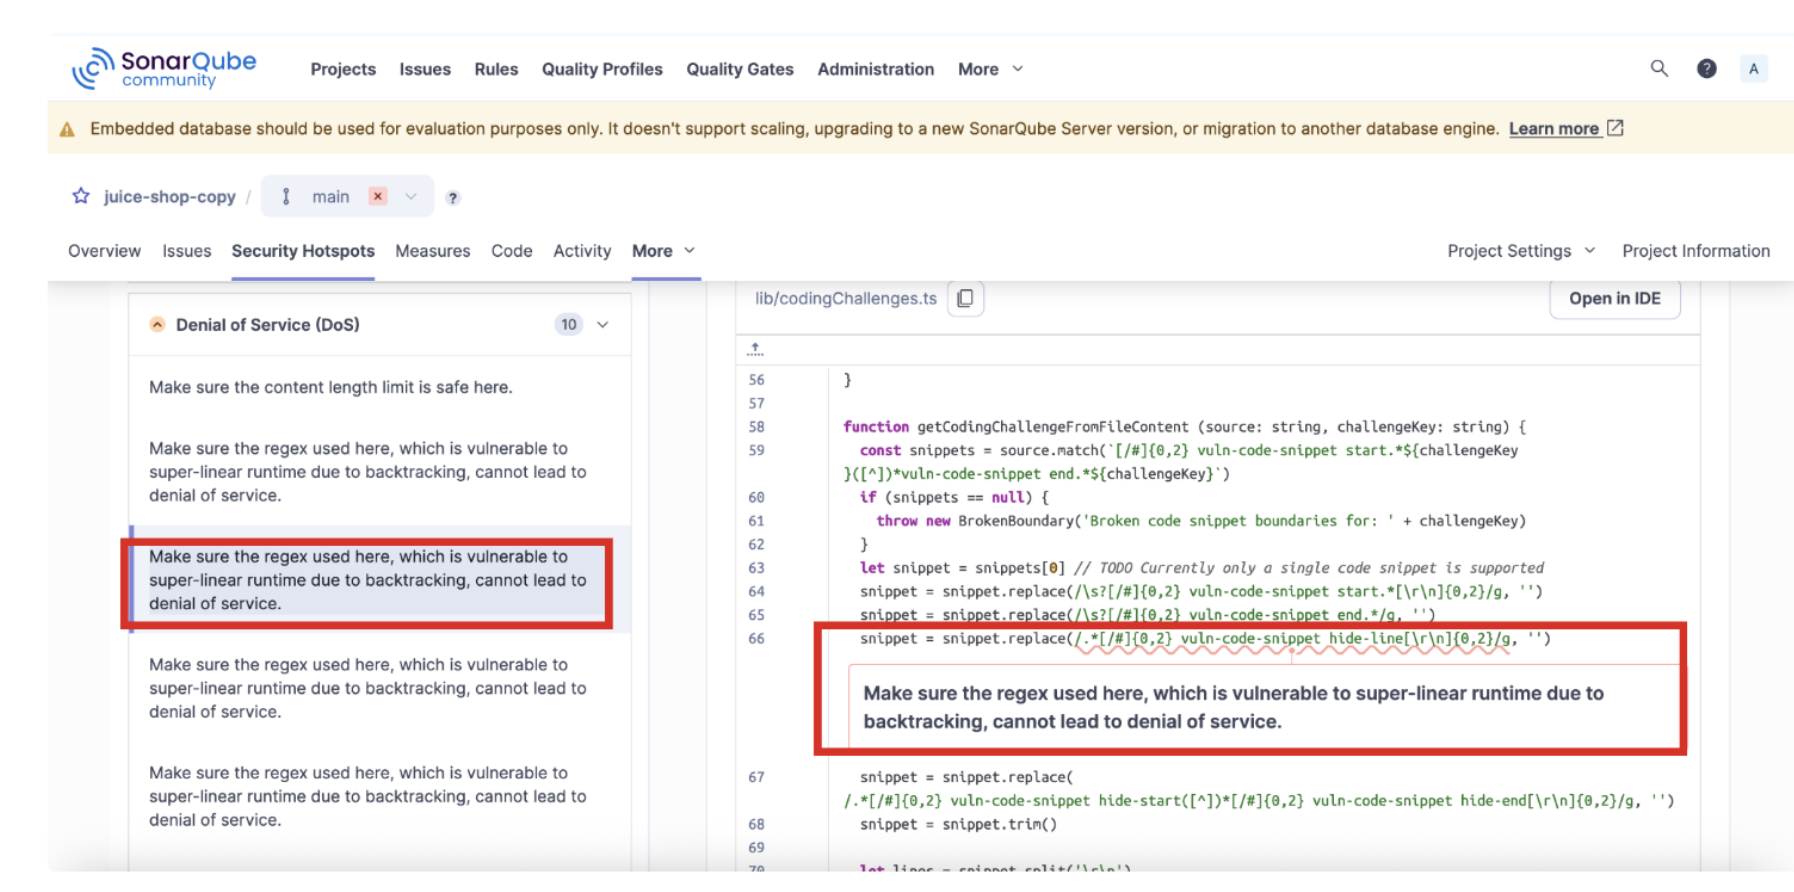 SonarQube
community
Projects Issues Rules Quality Profiles Quality Gates Administration More
? A
Embedded database should be used for evaluation purposes only. It doesn't support scaling, upgrading to a new SonarQube Server version, or migration to another database engine. Learn more
juice-shop-copy / main ?
Overview Issues Security Hotspots Measures Code Activity More Project Settings Project Information
Denial of Service (DoS) 10
Make sure the content length limit is safe here.
Make sure the regex used here, which is vulnerable to
super-linear runtime due to backtracking, cannot lead to
denial of service.
Make sure the regex used here, which is vulnerable to
super-linear runtime due to backtracking, cannot lead to
denial of service.
Make sure the regex used here, which is vulnerable to
super-linear runtime due to backtracking, cannot lead to
denial of service.
Make sure the regex used here, which is vulnerable to
super-linear runtime due to backtracking, cannot lead to
denial of service.
lib/codingChallenges.ts Open in IDE
56 }
57
58 function getCodingChallengeFromFileContent (source: string, challengeKey: string) {
59 const snippets = source.match(`[/#]{0,2} vuln-code-snippet start.*${challengeKey
}([^])*vuln-code-snippet end.*${challengeKey}`)
60 if (snippets == null) {
61 throw new BrokenBoundary('Broken code snippet boundaries for: ' + challengeKey)
62 }
63 let snippet = snippets[0] // TODO Currently only a single code snippet is supported
64 snippet = snippet.replace(/\s?[/#]{0,2} vuln-code-snippet start.*[\r\n]{0,2}/g, '')
65 snippet = snippet.replace(/\s?[/#]{0,2} vuln-code-snippet end.*/g, '')
66 snippet = snippet.replace(/.*[/#]{0,2} vuln-code-snippet hide-line[\r\n]{0,2}/g, '')
Make sure the regex used here, which is vulnerable to super-linear runtime due to
backtracking, cannot lead to denial of service.
67 snippet = snippet.replace(
/.*[/#]{0,2} vuln-code-snippet hide-start([^])*[/#]{0,2} vuln-code-snippet hide-end[\r\n]{0,2}/g, '')
68 snippet = snippet.trim()
69
70 let lines = snippet.split('\r\n')